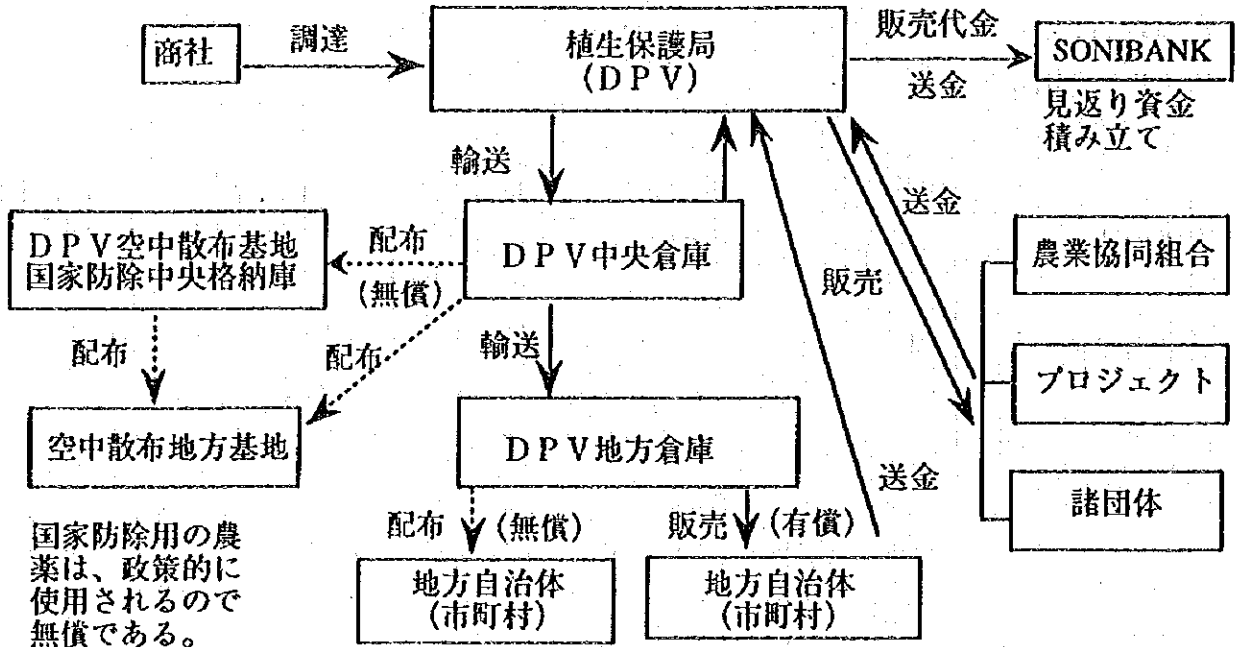 商社
調達
植生保護局
(DPV)
販売代金
送金
SONIBANK
見返り資金
積み立て
輸送
送金
DPV空中散布基地
国家防除中央格納庫
配布
(無償)
DPV中央倉庫
販売
農業協同組合
配布
配布
輸送
プロジェクト
空中散布地方基地
DPV地方倉庫
送金
諸団体
国家防除用の農
薬は、政策的に
使用されるので
無償である。
配布
(無償)
販売
(有償)
地方自治体
(市町村)
地方自治体
(市町村)